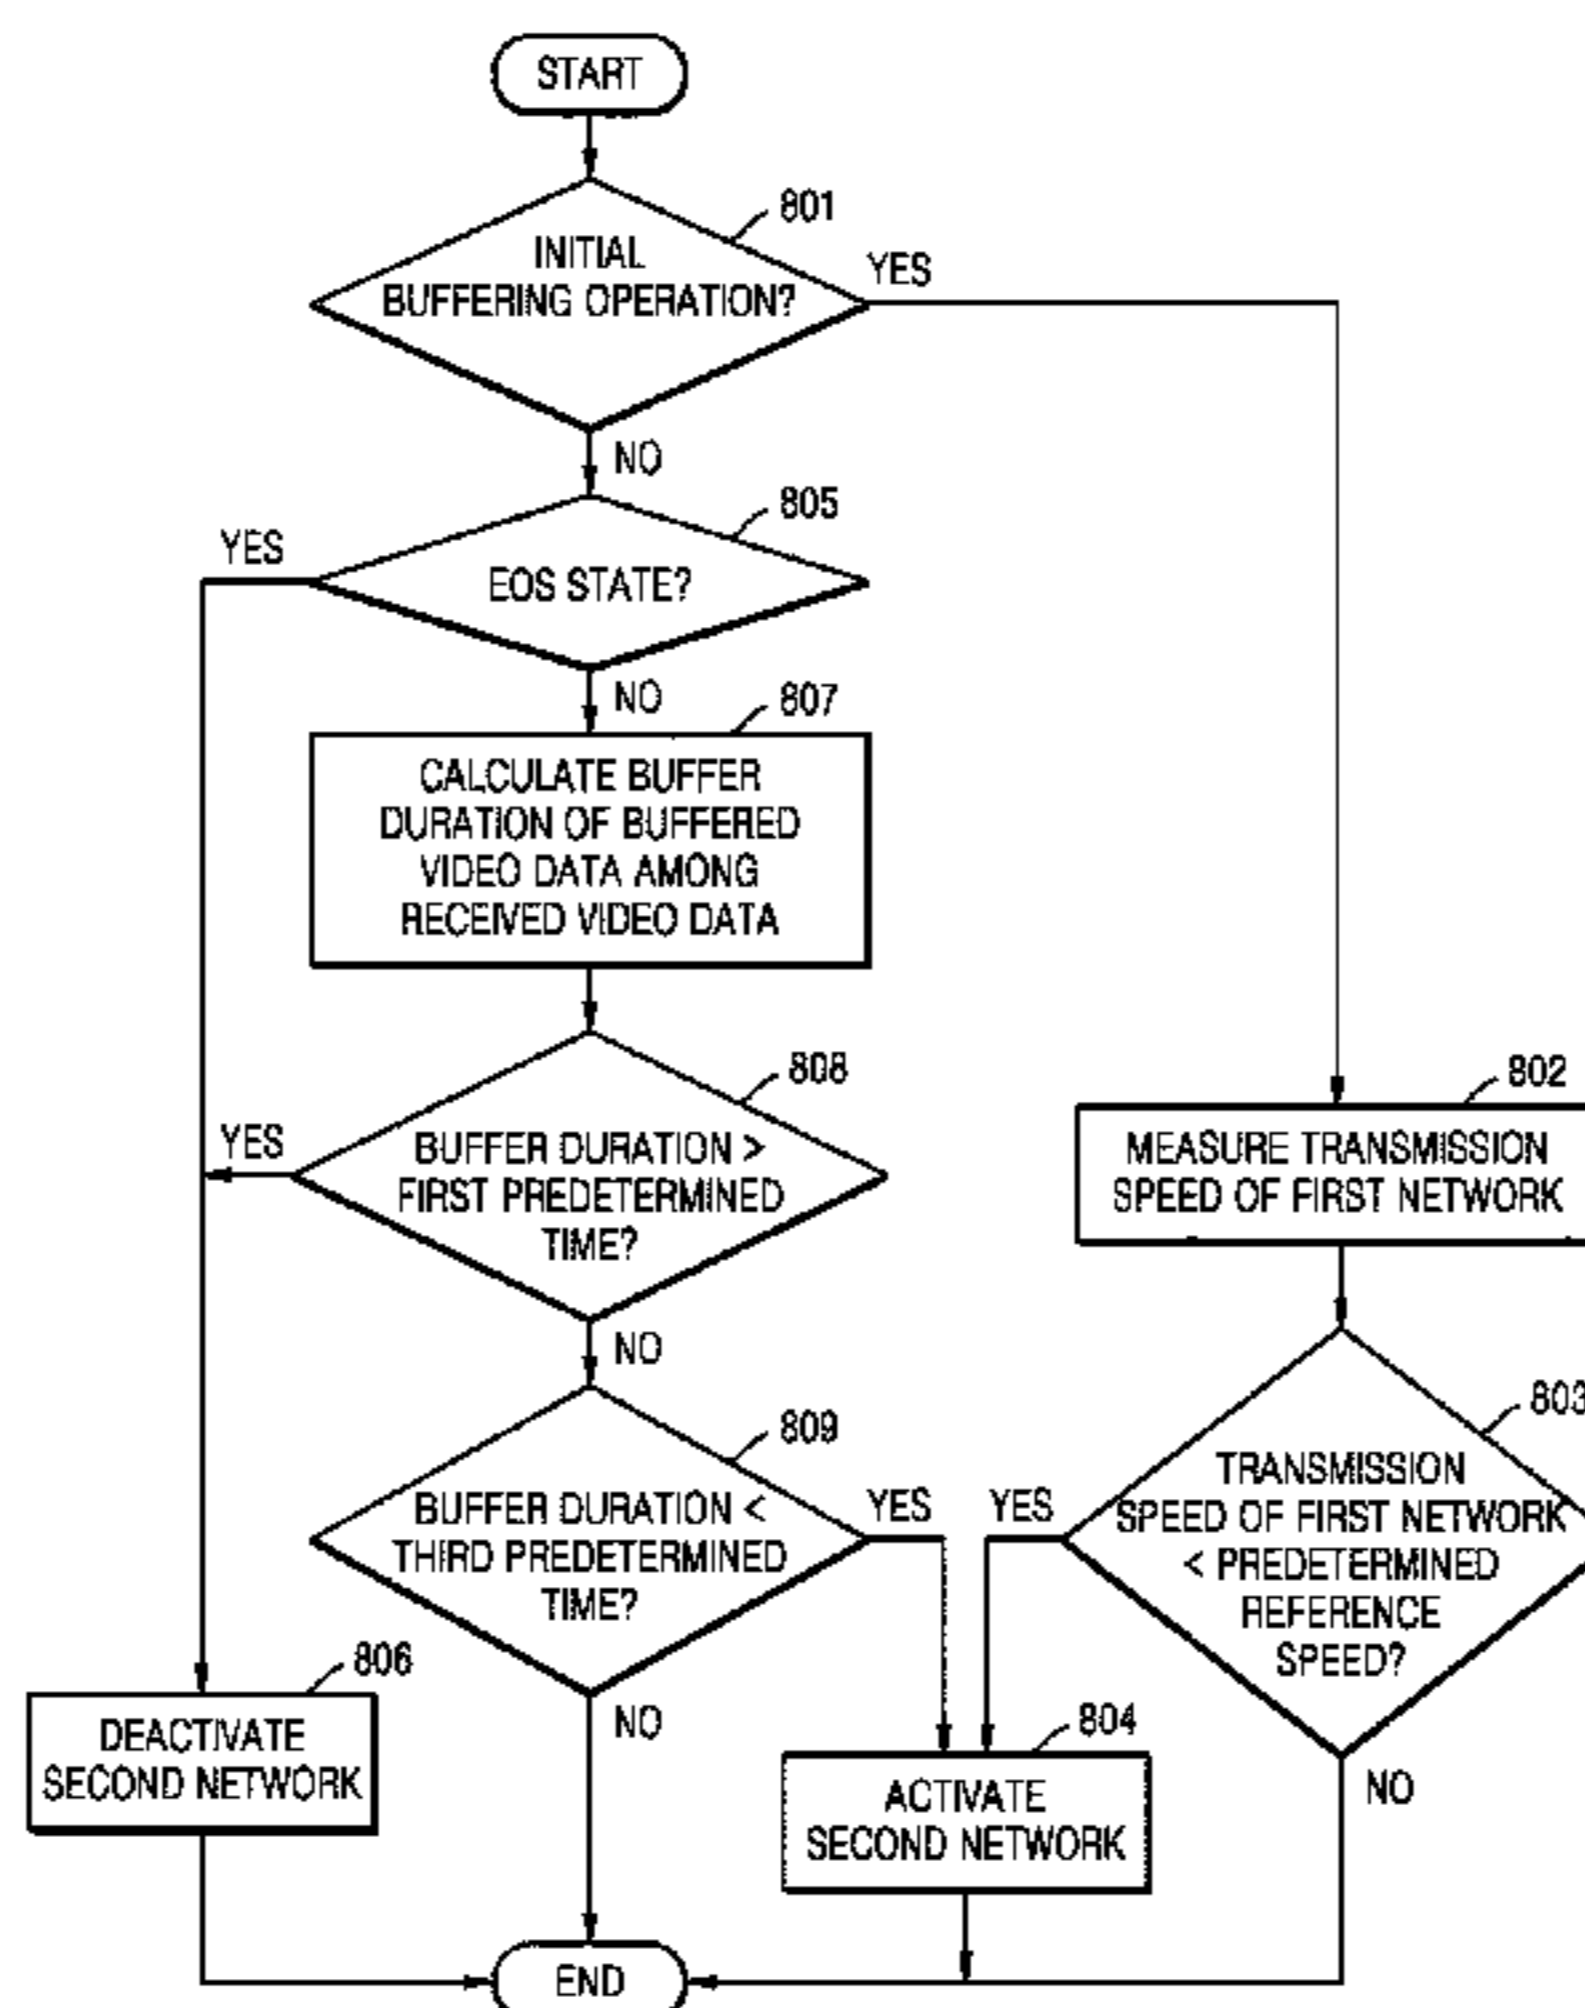 START
801
INITIAL
BUFFERING OPERATION?
YES
NO
805
YES
EOS STATE?
NO
807
CALCULATE BUFFER
DURATION OF BUFFERED
VIDEO DATA AMONG
RECEIVED VIDEO DATA
808
YES
BUFFER DURATION >
FIRST PREDETERMINED
TIME?
NO
802
MEASURE TRANSMISSION
SPEED OF FIRST NETWORK
809
BUFFER DURATION <
THIRD PREDETERMINED
TIME?
YES
NO
803
YES
TRANSMISSION
SPEED OF FIRST NETWORK
< PREDETERMINED
REFERENCE
SPEED?
NO
806
DEACTIVATE
SECOND NETWORK
804
ACTIVATE
SECOND NETWORK
END